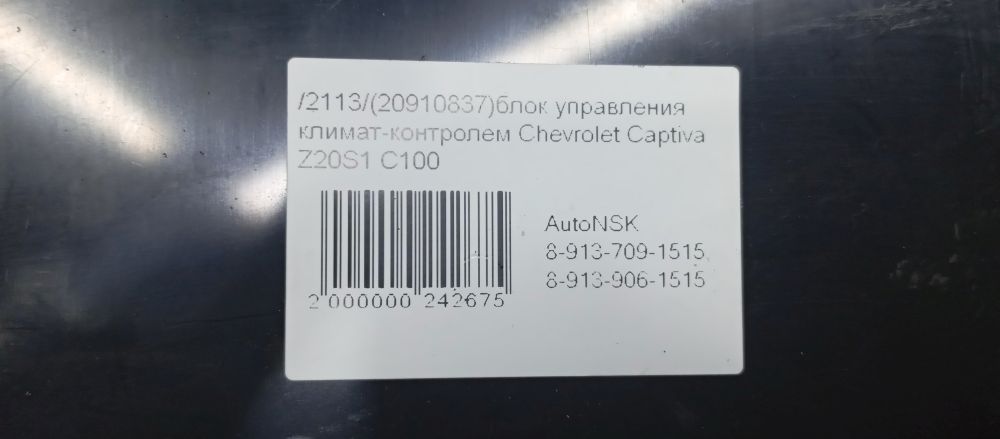 /2113/(20910837)блок управления
климат-контролем Chevrolet Captiva
Z20S1 C100
AutoNSK
8-913-709-1515,
8-913-906-1515
2 000000 242675